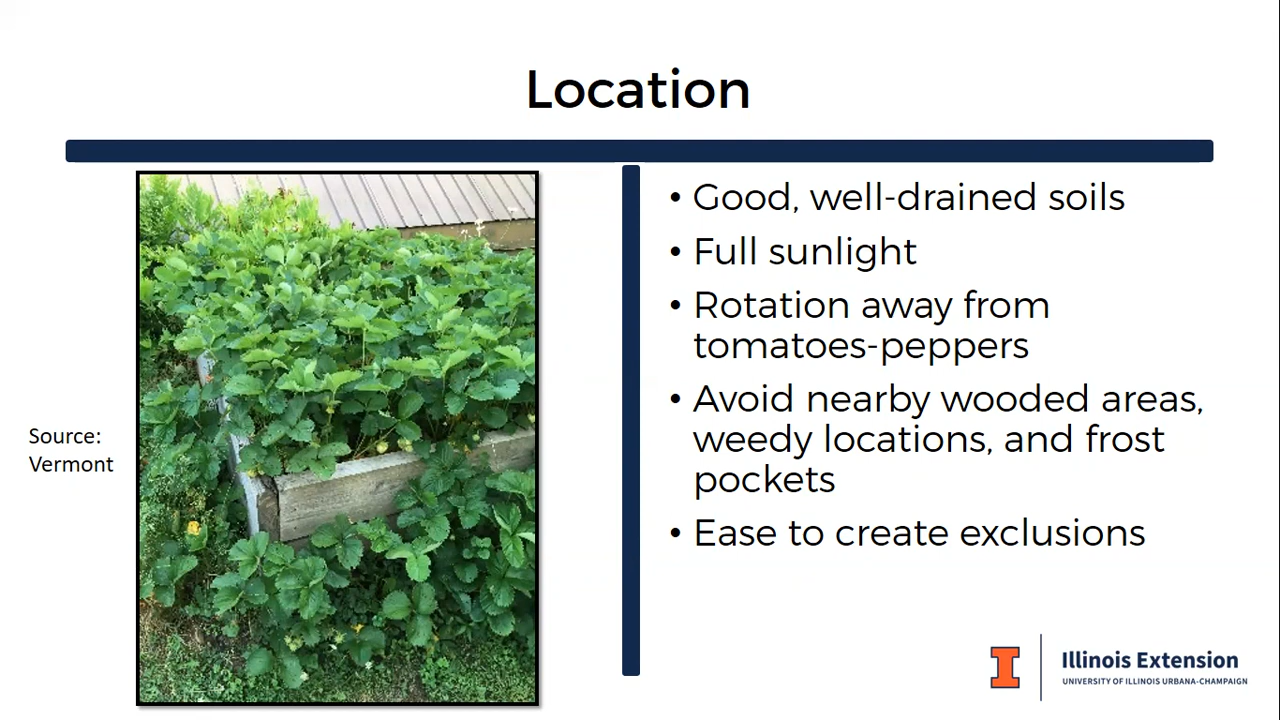 Location
Source:
Vermont
• Good, well-drained soils
• Full sunlight
• Rotation away from
tomatoes-peppers
• Avoid nearby wooded areas,
weedy locations, and frost
pockets
• Ease to create exclusions
I
Illinois Extension
UNIVERSITY OF ILLINOIS URBANA-CHAMPAIGN